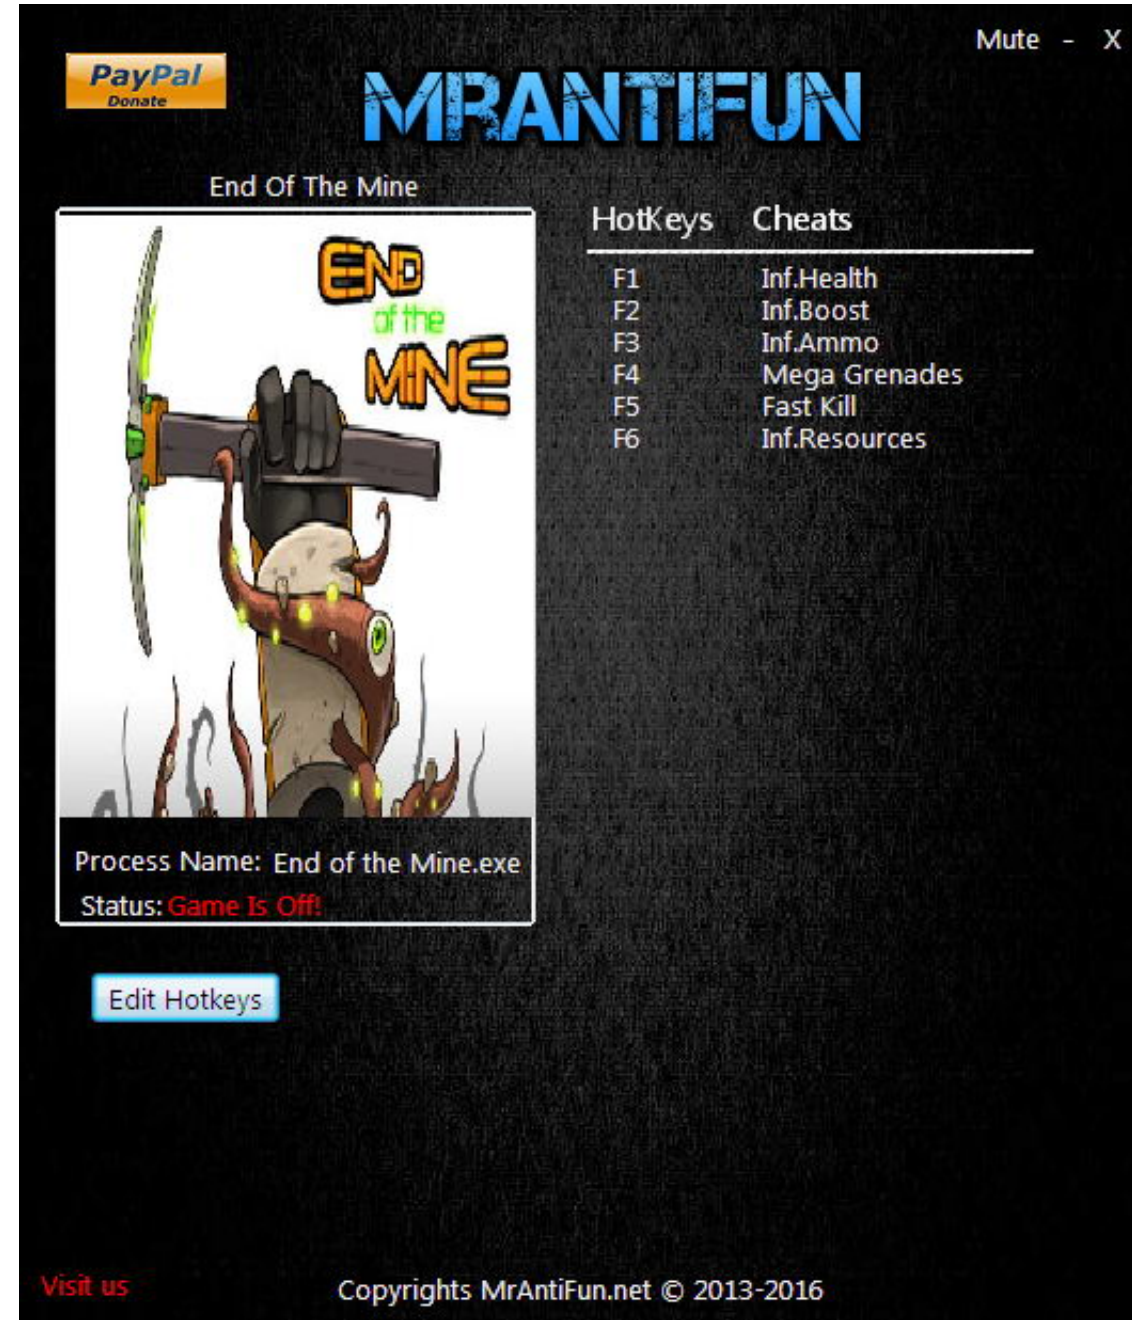 Mute - X
PayPal
Donate
MRANTIFUN
End Of The Mine
END
of the
MINE
HotKeys Cheats
F1 Inf.Health
F2 Inf.Boost
F3 Inf.Ammo
F4 Mega Grenades
F5 Fast Kill
F6 Inf.Resources
Process Name: End of the Mine.exe
Status: Game Is Off!
Edit Hotkeys
Visit us
Copyrights MrAntiFun.net © 2013-2016